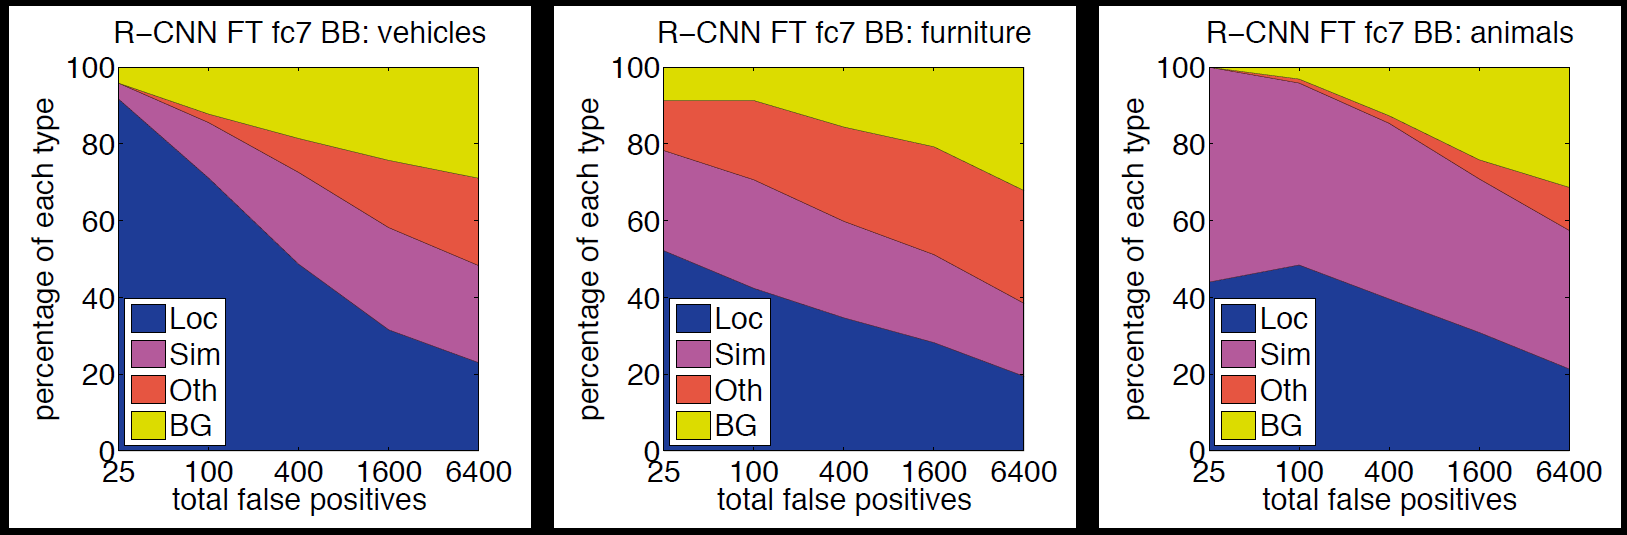 R−CNN FT fc7 BB: vehicles
percentage of each type
100
80
60
40
20
0
Loc
Sim
Oth
BG
25 100 400 1600 6400
total false positives
R−CNN FT fc7 BB: furniture
percentage of each type
100
80
60
40
20
0
Loc
Sim
Oth
BG
25 100 400 1600 6400
total false positives
R−CNN FT fc7 BB: animals
percentage of each type
100
80
60
40
20
0
Loc
Sim
Oth
BG
25 100 400 1600 6400
total false positives